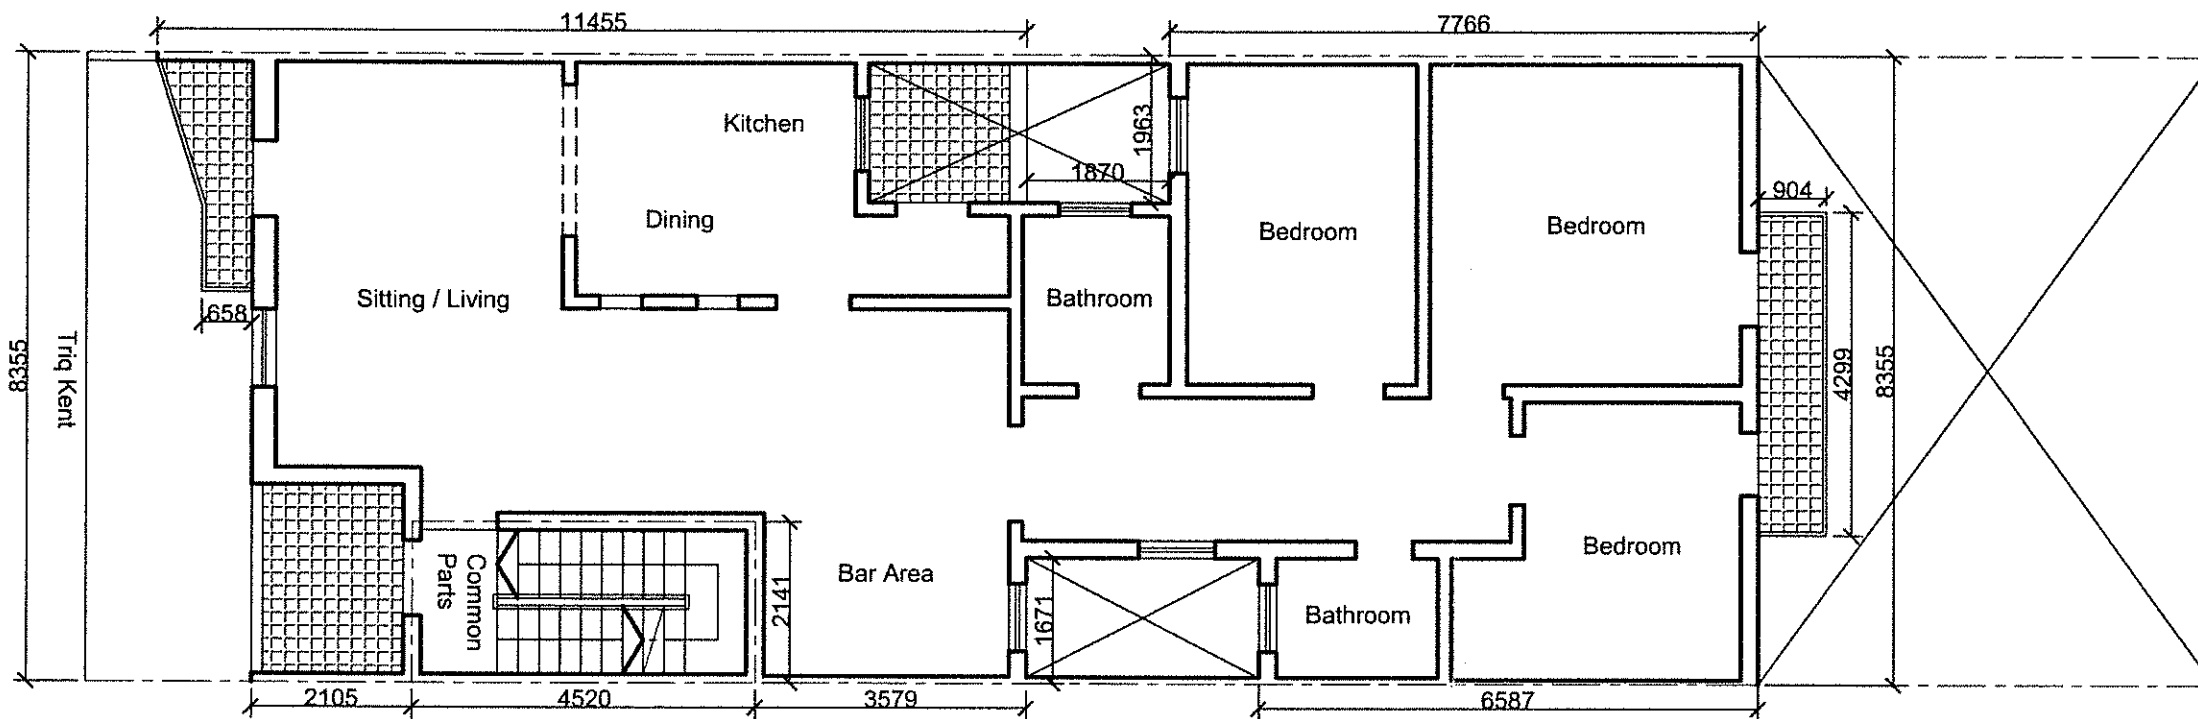 11455
7766
Kitchen
1963
1870
904
Dining
Bedroom
Bedroom
Sitting / Living
Bathroom
658
8355
Triq Kent
4299
8355
Common
Parts
2141
Bar Area
1671
Bathroom
Bedroom
2105
4520
3579
6587